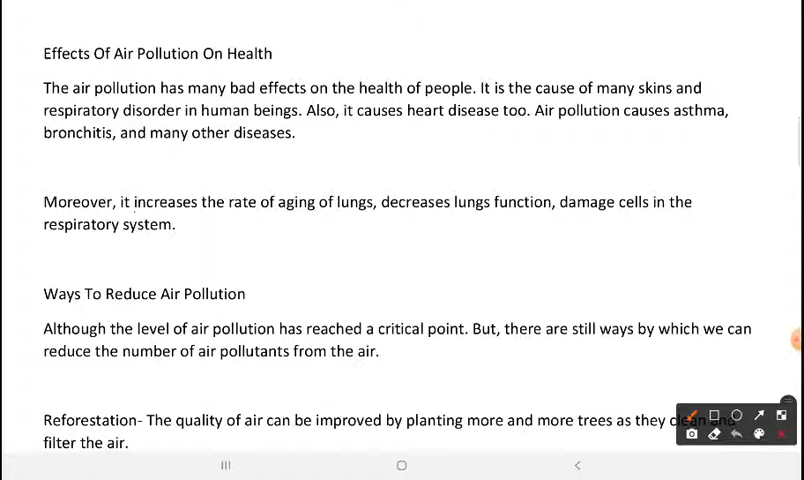 Effects Of Air Pollution On Health
The air pollution has many bad effects on the health of people. It is the cause of many skins and
respiratory disorder in human beings. Also, it causes heart disease too. Air pollution causes asthma,
bronchitis, and many other diseases.
Moreover, it increases the rate of aging of lungs, decreases lungs function, damage cells in the
respiratory system.
Ways To Reduce Air Pollution
Although the level of air pollution has reached a critical point. But, there are still ways by which we can
reduce the number of air pollutants from the air.
Reforestation- The quality of air can be improved by planting more and more trees as they clean and
filter the air.